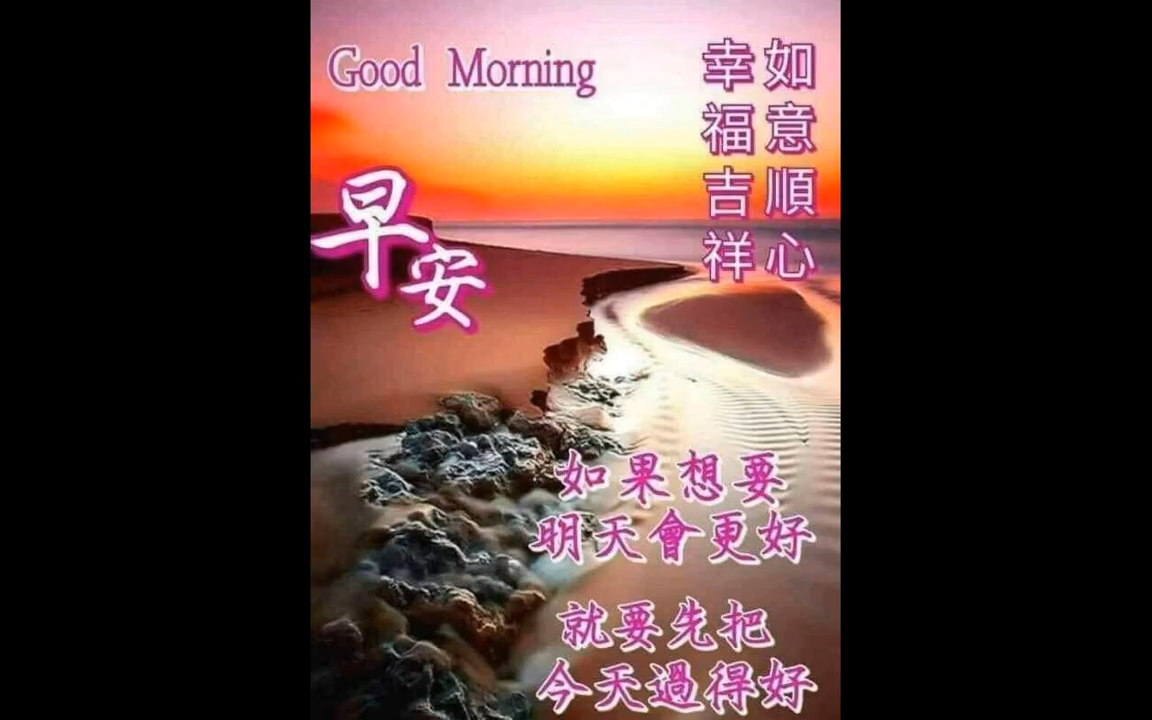 Good Morning
如意順心
幸福吉祥
早安
如果想要
明天會更好
就要先把
今天過得好